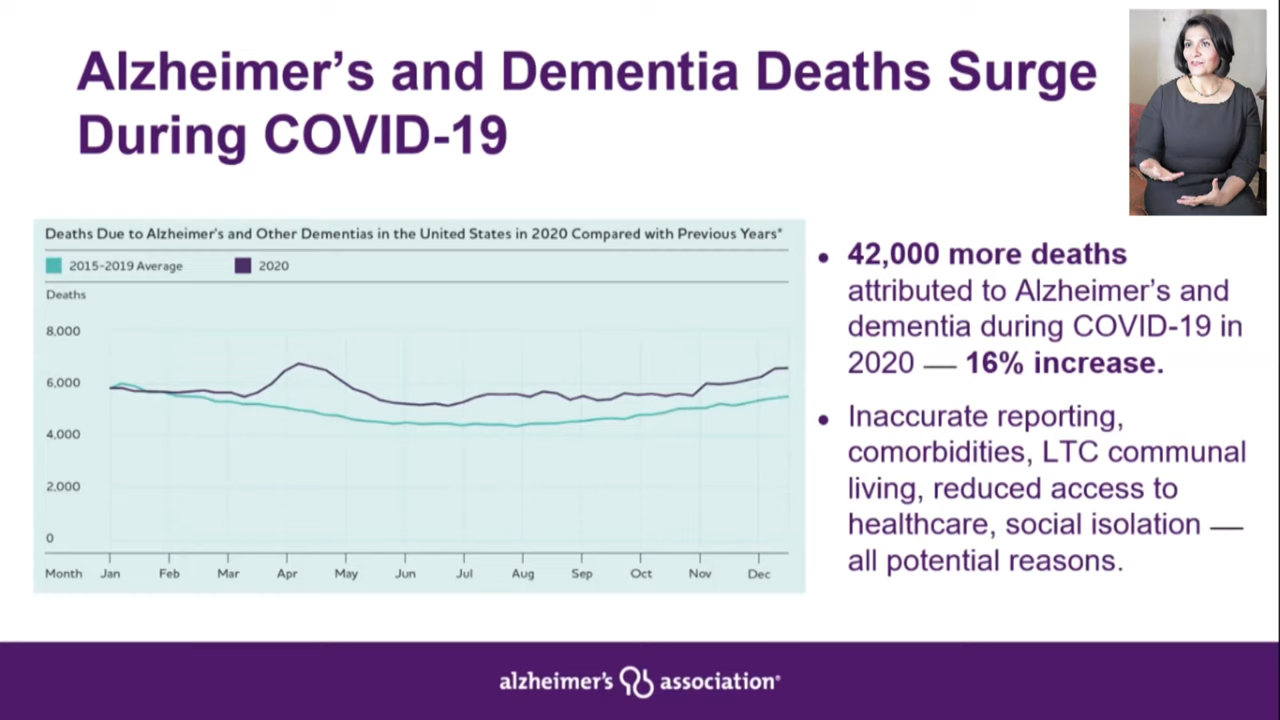 Alzheimer’s and Dementia Deaths Surge
During COVID-19
Deaths Due to Alzheimer's and Other Dementias in the United States in 2020 Compared with Previous Years*
2015-2019 Average
2020
Deaths
8,000
6,000
4,000
2,000
0
Month Jan Feb Mar Apr May Jun Jul Aug Sep Oct Nov Dec
• 42,000 more deaths
attributed to Alzheimer’s and
dementia during COVID-19 in
2020 — 16% increase.
• Inaccurate reporting,
comorbidities, LTC communal
living, reduced access to
healthcare, social isolation —
all potential reasons.
alzheimer's association®